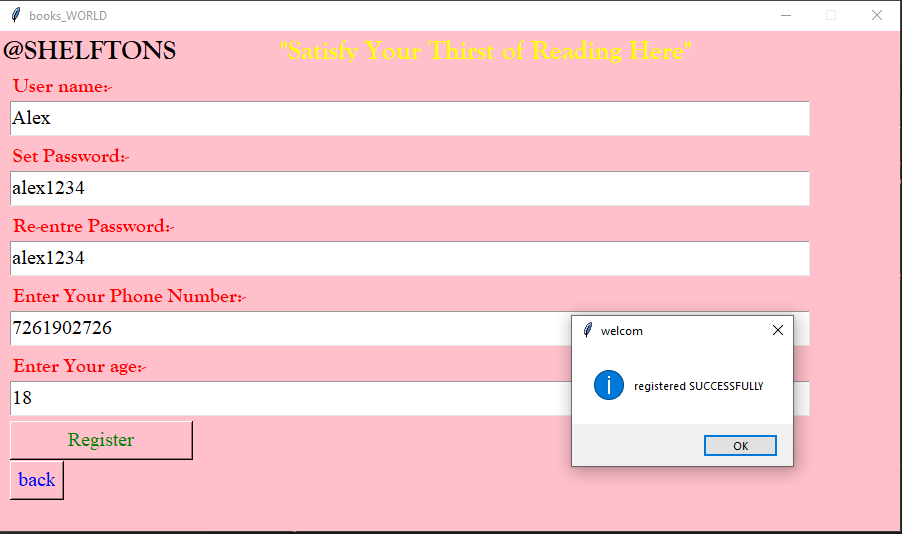 books_WORLD
@SHELFTONS "Satisfy Your Thirst of Reading Here"
User name:-
Alex
Set Password:-
alex1234
Re-entre Password:-
alex1234
Enter Your Phone Number:-
7261902726
Enter Your age:-
18
Register
back
welcom
registered SUCCESSFULLY
OK